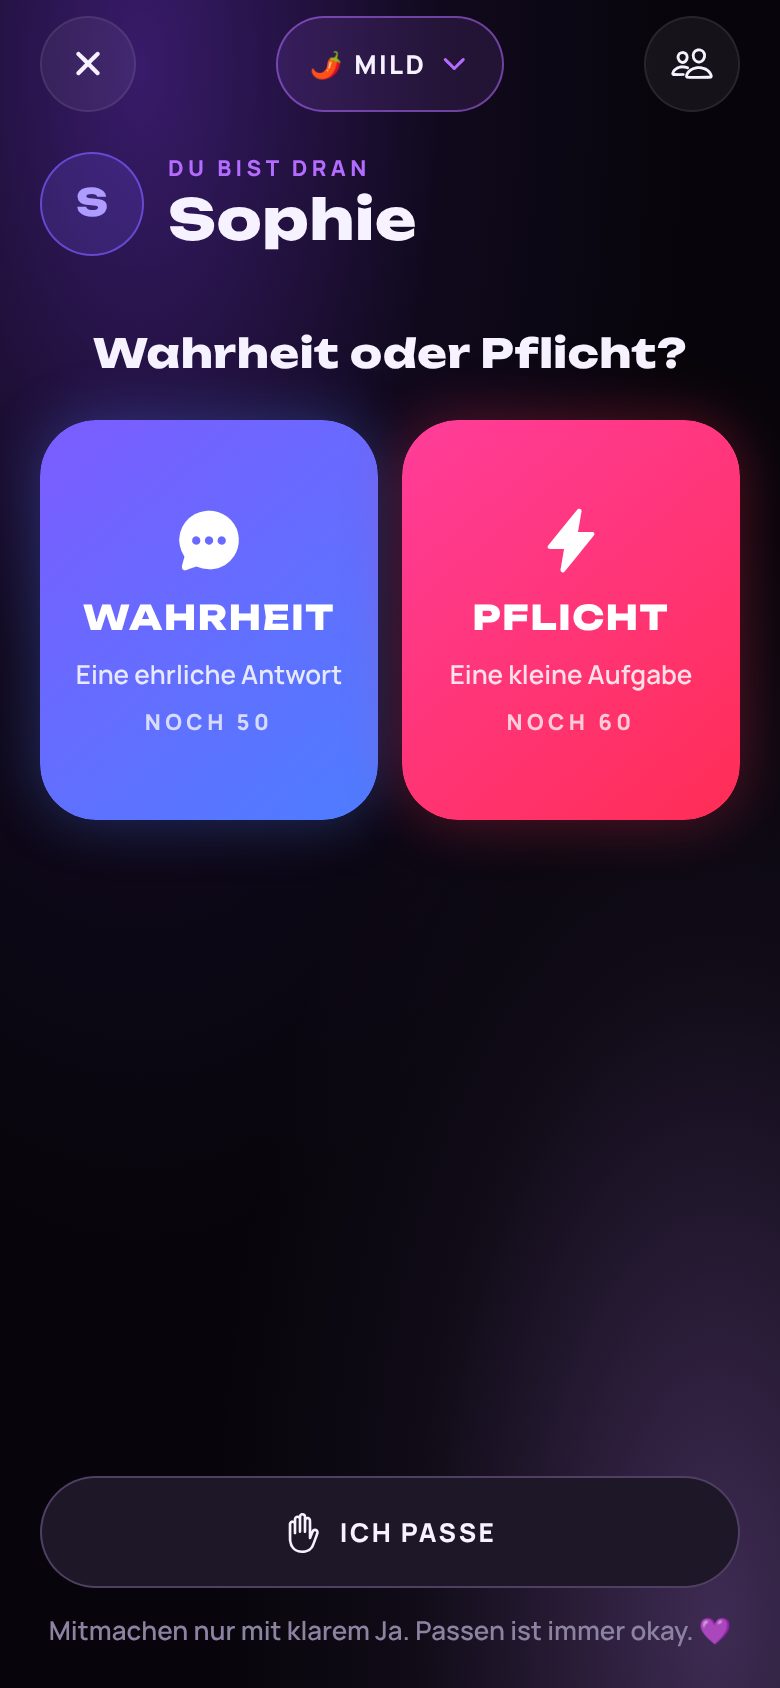 🌶️ MILD
DU BIST DRAN
S
Sophie
Wahrheit oder Pflicht?
WAHRHEIT
Eine ehrliche Antwort
NOCH 50
PFLICHT
Eine kleine Aufgabe
NOCH 60
ICH PASSE
Mitmachen nur mit klarem Ja. Passen ist immer okay. 💜